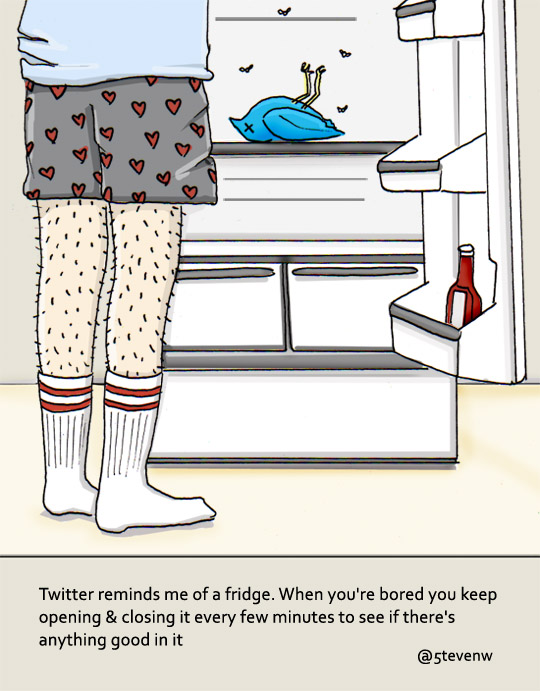 Twitter reminds me of a fridge. When you're bored you keep
opening & closing it every few minutes to see if there's
anything good in it
@5tevenw